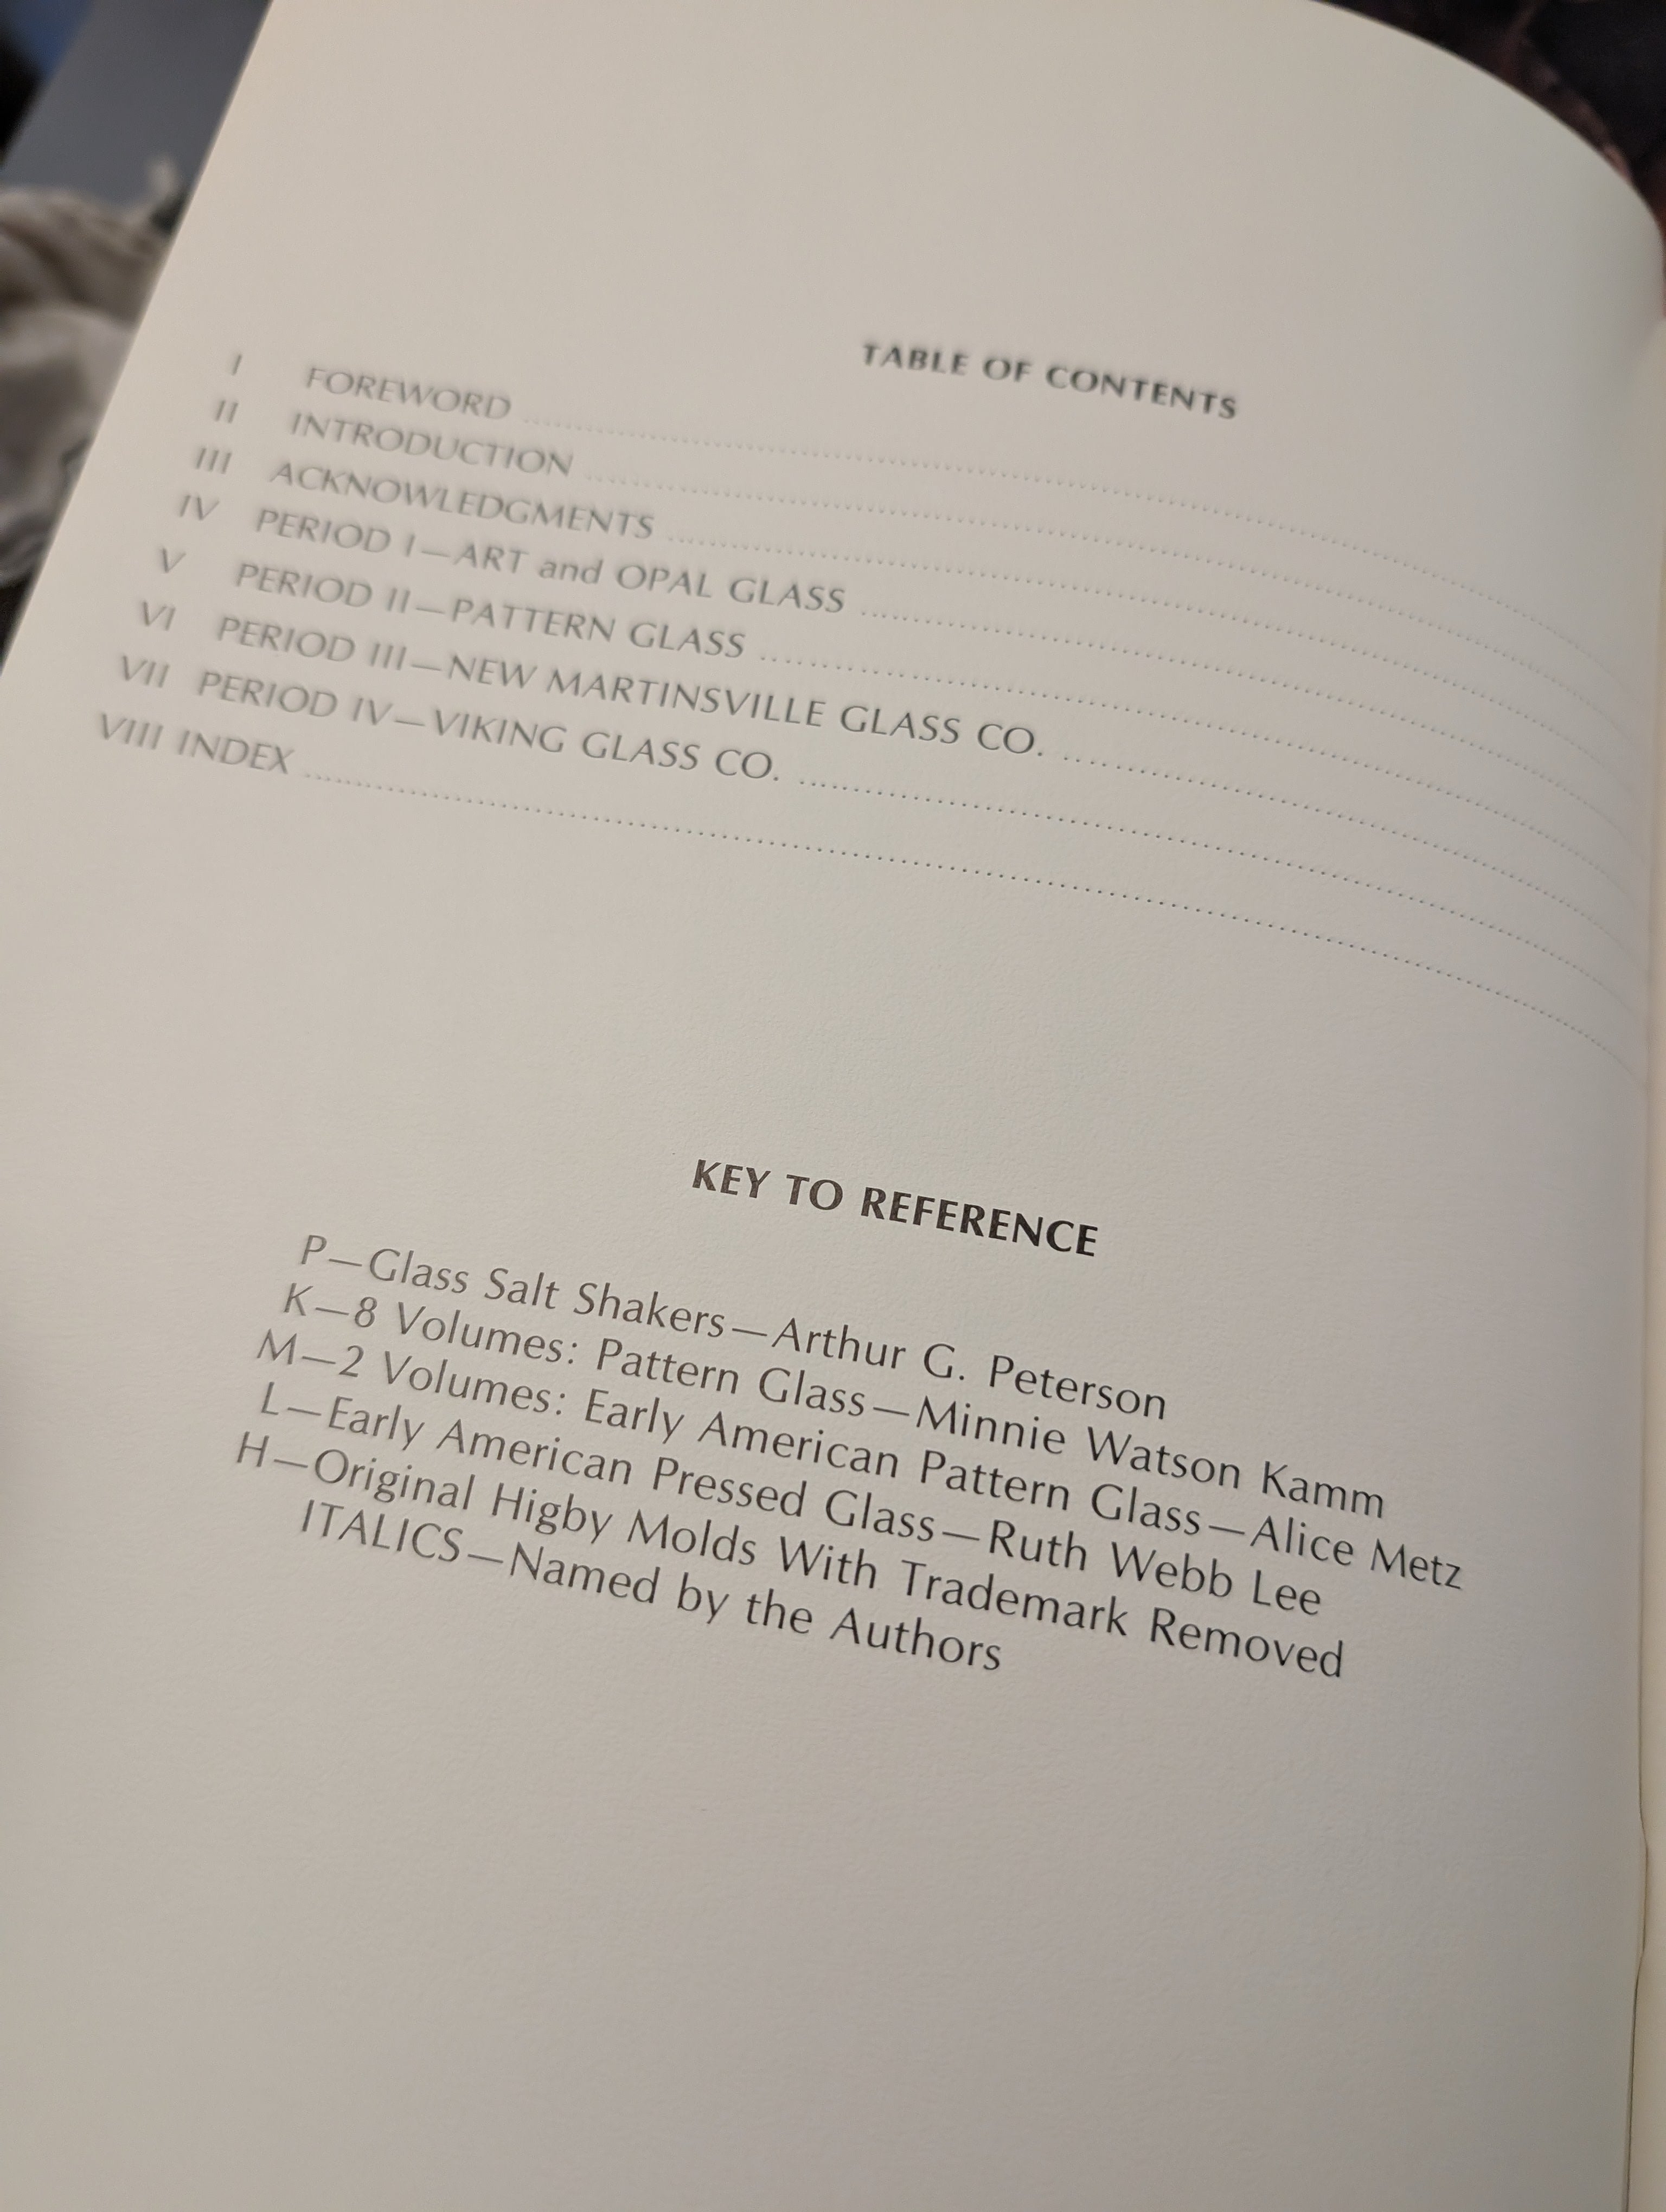 TABLE OF CONTENTS
I FOREWORD ........................................
II INTRODUCTION ........................................
III ACKNOWLEDGMENTS ........................................
IV PERIOD I—ART and OPAL GLASS ........................................
V PERIOD II—PATTERN GLASS ........................................
VI PERIOD III—NEW MARTINSVILLE GLASS CO. ........................................
VII PERIOD IV—VIKING GLASS CO. ........................................
VIII INDEX ........................................
KEY TO REFERENCE
P—Glass Salt Shakers—Arthur G. Peterson
K—8 Volumes: Pattern Glass—Minnie Watson Kamm
M—2 Volumes: Early American Pattern Glass—Alice Metz
L—Early American Pressed Glass—Ruth Webb Lee
H—Original Higby Molds With Trademark Removed
ITALICS—Named by the Authors